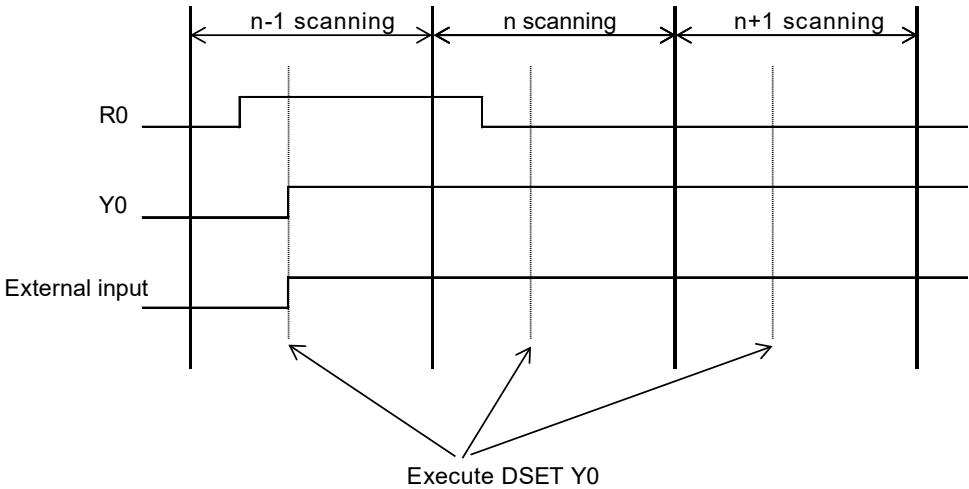 n-1 scanning
n scanning
n+1 scanning
R0
Y0
External input
Execute DSET Y0